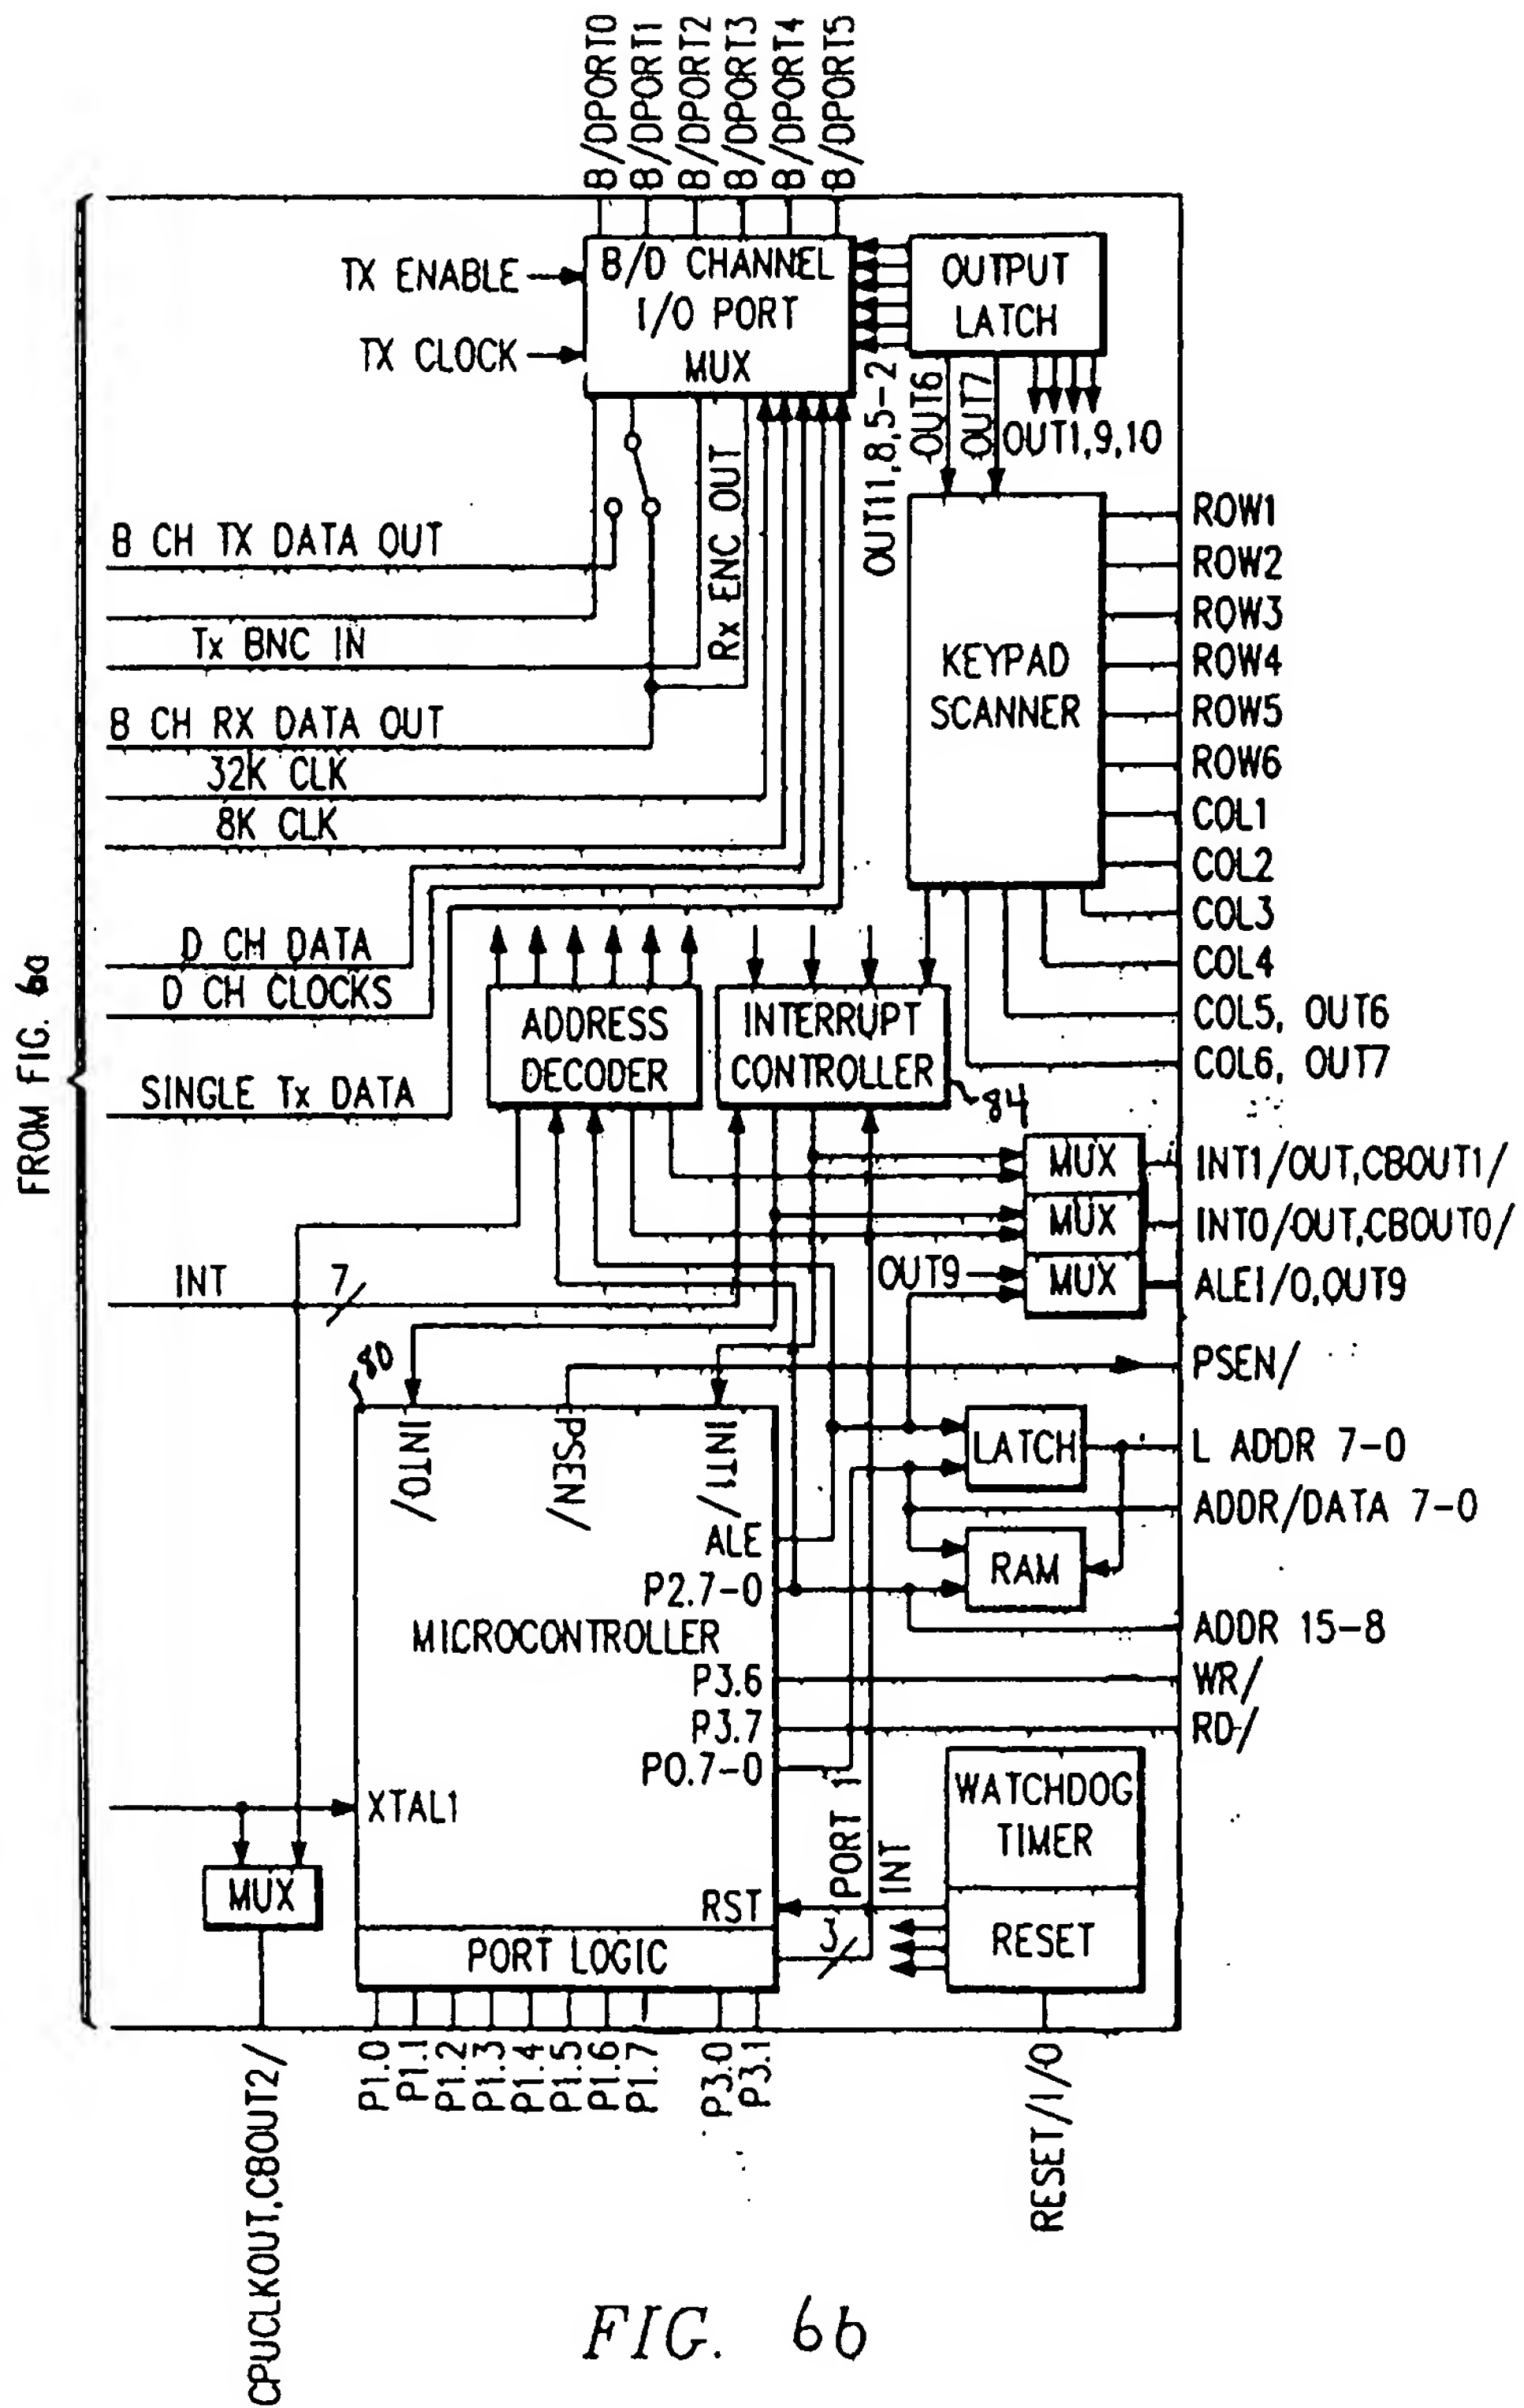 B/DPORT0
B/DPORT1
B/DPORT2
B/DPORT3
B/DPORT4
B/DPORT5
TX ENABLE
TX CLOCK
B/D CHANNEL
I/O PORT
MUX
OUTPUT
LATCH
OUT11,8,5-2
OUT6
OUT7
OUT1,9,10
B CH TX DATA OUT
Tx BNC IN
Rx ENC OUT
B CH RX DATA OUT
32K CLK
8K CLK
D CH DATA
D CH CLOCKS
SINGLE Tx DATA
FROM FIG. 6a
KEYPAD
SCANNER
ROW1
ROW2
ROW3
ROW4
ROW5
ROW6
COL1
COL2
COL3
COL4
COL5, OUT6
COL6, OUT7
ADDRESS
DECODER
INTERRUPT
CONTROLLER
84
MUX
INT1/OUT,CBOUT1/
MUX
INT0/OUT,CBOUT0/
OUT9
MUX
ALEI/O,OUT9
INT
7
80
PSEN/
INT0/
PSEN/
INT1/
LATCH
L ADDR 7-0
ADDR/DATA 7-0
ALE
RAM
P2.7-0
ADDR 15-8
MICROCONTROLLER
P3.6
WR/
P3.7
RD/
P0.7-0
XTAL1
PORT 1
INT
WATCHDOG
TIMER
MUX
RST
RESET
PORT LOGIC
3
P1.0
P1.1
P1.2
P1.3
P1.4
P1.5
P1.6
P1.7
P3.0
P3.1
CPUCLKOUT,CBOUT2/
RESET/I/O
FIG. 6b